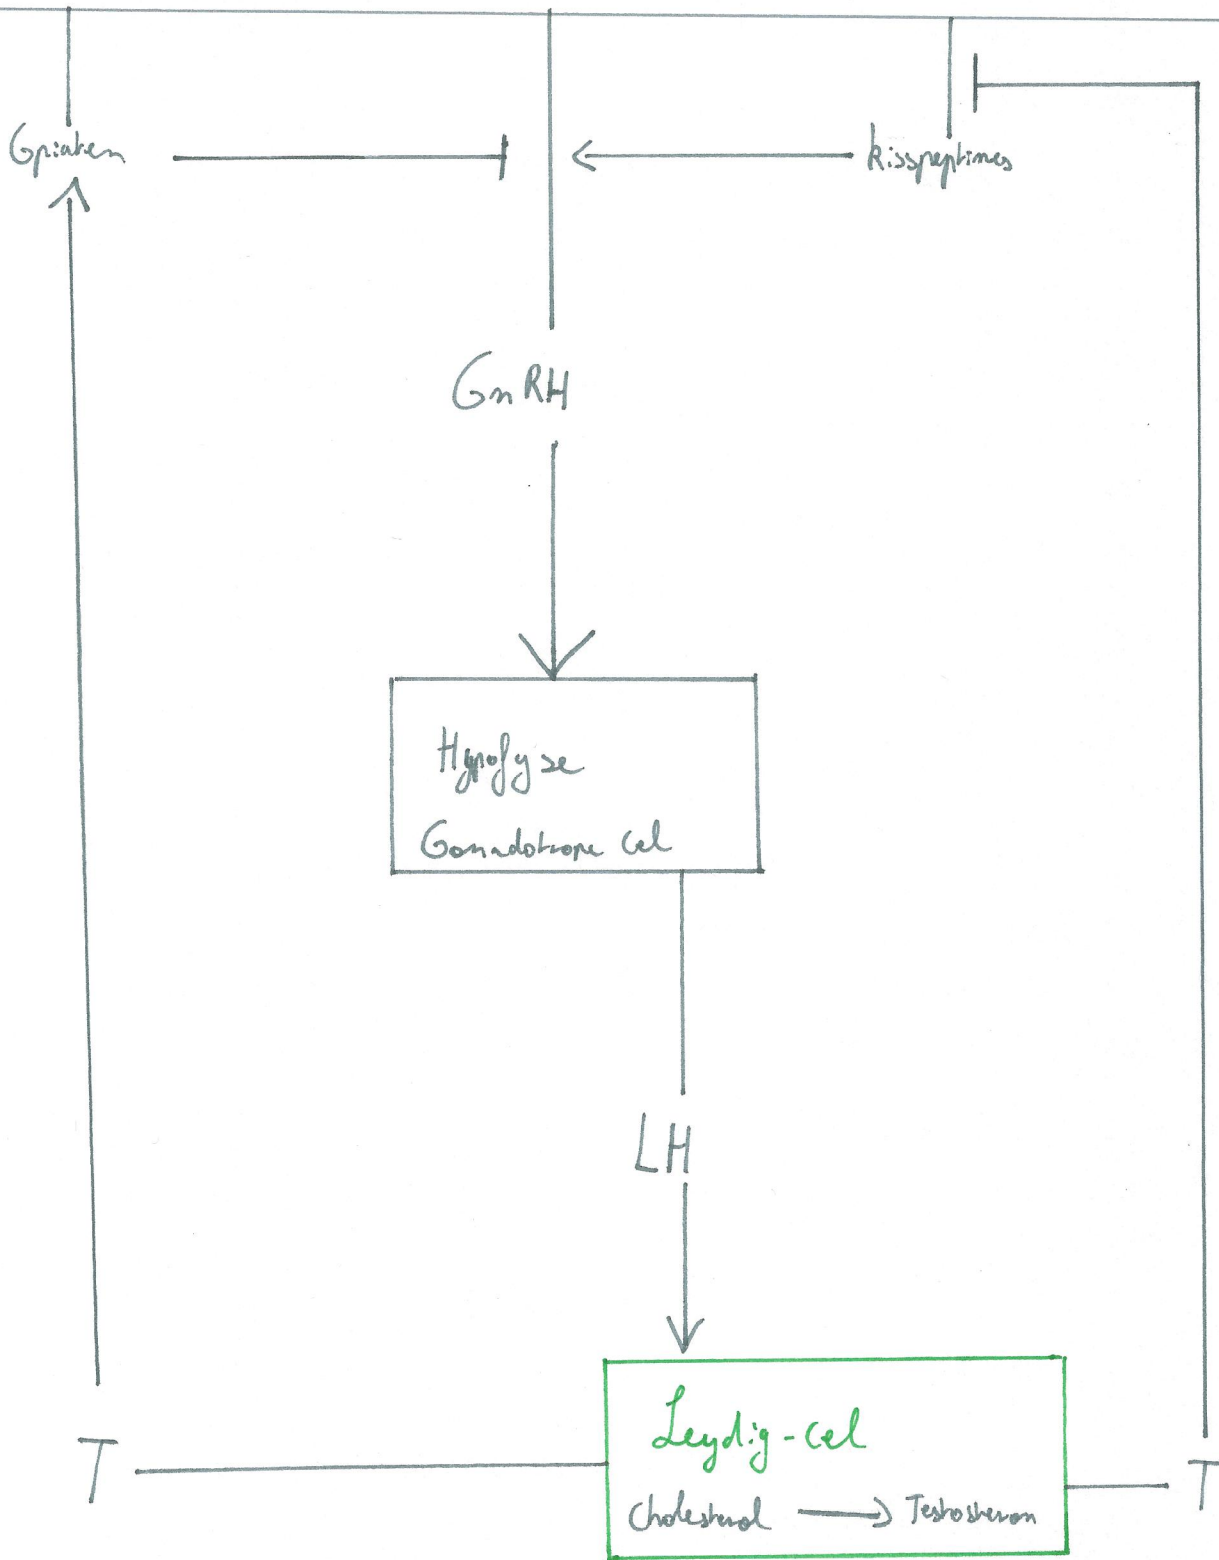 Opiaten
kisspeptines
GnRH
Hypofyse
Gonadotrope cel
LH
Leydig-cel
Cholesterol
Testosteron
T
T